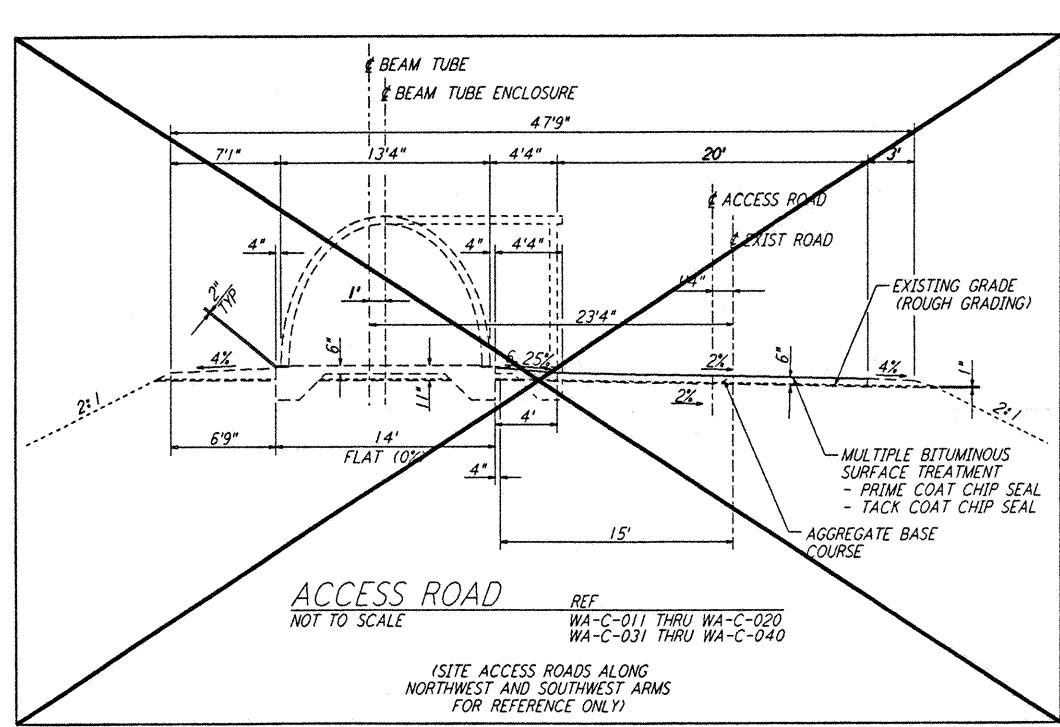 ℄ BEAM TUBE
℄ BEAM TUBE ENCLOSURE
47'9"
7'1" 13'4" 4'4" 20' 3'
℄ ACCESS ROAD
℄ EXIST ROAD
4" 4" 4'4"
EXISTING GRADE
(ROUGH GRADING)
1'
2"
TYP
23'4"
4% 6" 6.25% 2% 6" 4% 1"
2:1 11" 2% 2:1
4'
6'9" 14'
FLAT (0%)
4"
MULTIPLE BITUMINOUS
SURFACE TREATMENT
- PRIME COAT CHIP SEAL
- TACK COAT CHIP SEAL
15'
AGGREGATE BASE
COURSE
ACCESS ROAD
NOT TO SCALE
REF
WA-C-011 THRU WA-C-020
WA-C-031 THRU WA-C-040
(SITE ACCESS ROADS ALONG
NORTHWEST AND SOUTHWEST ARMS
FOR REFERENCE ONLY)